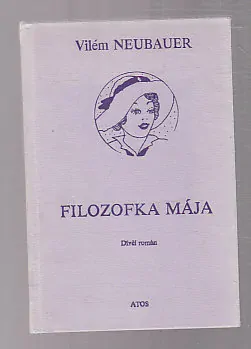 Vilém NEUBAUER
FILOZOFKA MÁJA
Dívčí román
ATOS